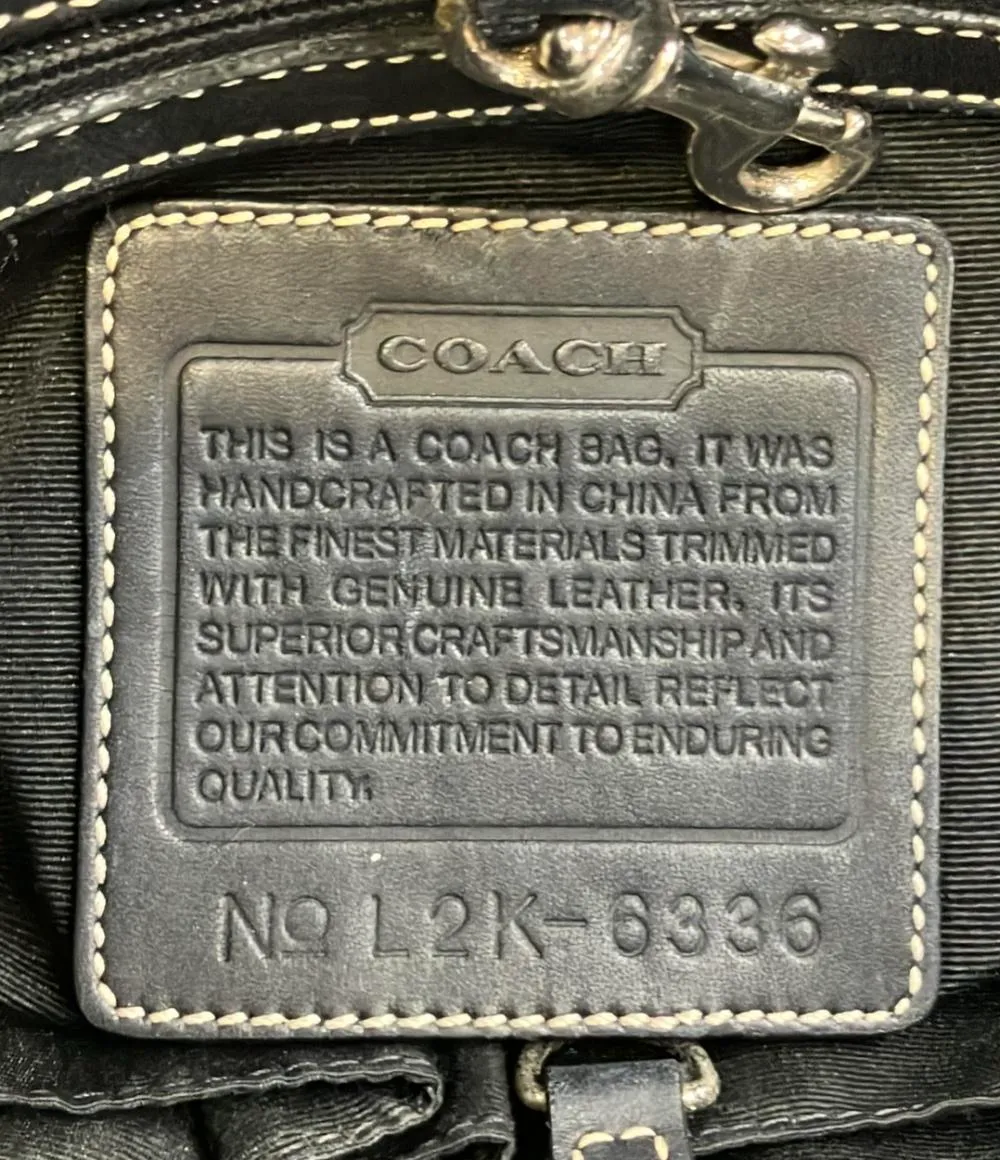 COACH
THIS IS A COACH BAG. IT WAS
HANDCRAFTED IN CHINA FROM
THE FINEST MATERIALS TRIMMED
WITH GENUINE LEATHER. ITS
SUPERIOR CRAFTSMANSHIP AND
ATTENTION TO DETAIL REFLECT
OUR COMMITMENT TO ENDURING
QUALITY.
No L2K-6336